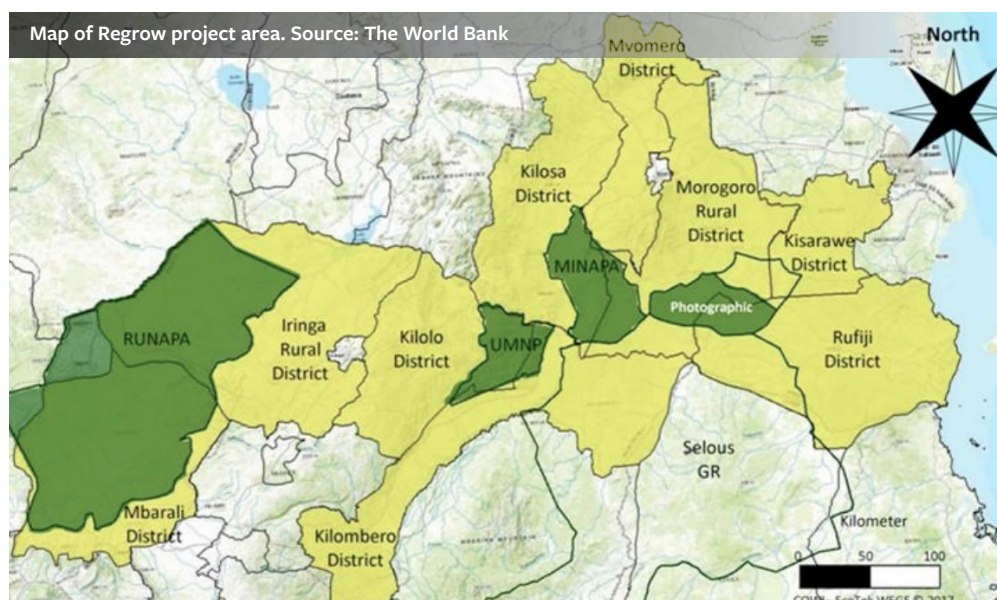 Map of Regrow project area. Source: The World Bank
North
Mvomero
District
Kilosa
District
Morogoro
Rural
District
Kisarawe
District
MINAPA
Photographic
RUNAPA
Iringa
Rural
District
Kilolo
District
UMNP
Rufiji
District
Selous
GR
Mbarali
District
Kilombero
District
Kilometer
0 50 100